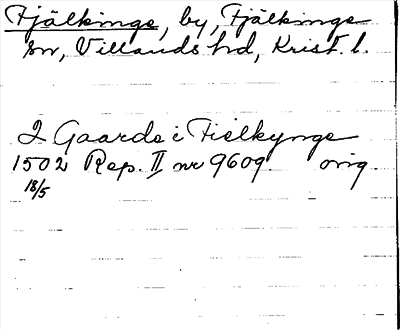 Fjälkinge, by, Fjälkinge
sn, Villands hd, Krist. l.
2 Gaarde i Fielkynge
1502 Rep. II nr 9609. orig.
18/5